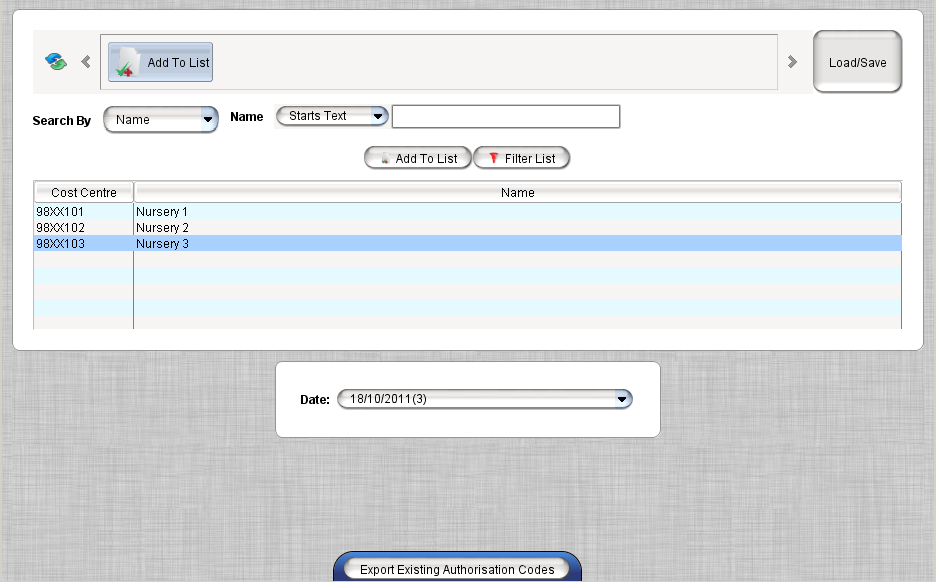 Add To List
Load/Save
Search By Name Name Starts Text
Add To List Filter List
Cost Centre Name
98XX101 Nursery 1
98XX102 Nursery 2
98XX103 Nursery 3
Date: 18/10/2011(3)
Export Existing Authorisation Codes